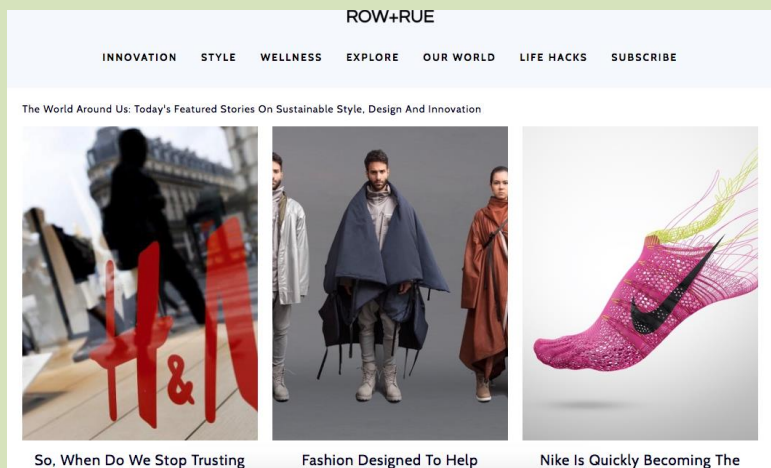 ROW+RUE
INNOVATION STYLE WELLNESS EXPLORE OUR WORLD LIFE HACKS SUBSCRIBE
The World Around Us: Today's Featured Stories On Sustainable Style, Design And Innovation
H&M
So, When Do We Stop Trusting
Fashion Designed To Help
Nike Is Quickly Becoming The